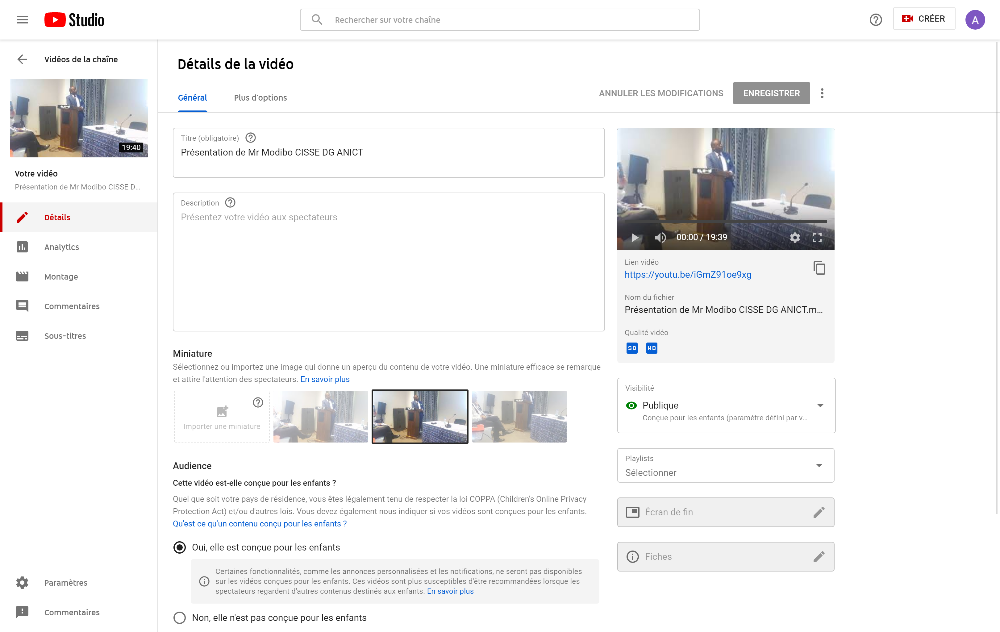 Studio
Rechercher sur votre chaîne
CRÉER
A
Vidéos de la chaîne
19:40
Votre vidéo
Présentation de Mr Modibo CISSE D...
Détails
Analytics
Montage
Commentaires
Sous-titres
Paramètres
Commentaires
Détails de la vidéo
Général
Plus d'options
ANNULER LES MODIFICATIONS
ENREGISTRER
Titre (obligatoire)
Présentation de Mr Modibo CISSE DG ANICT
Description
Présentez votre vidéo aux spectateurs
Miniature
Sélectionnez ou importez une image qui donne un aperçu du contenu de votre vidéo. Une miniature efficace se remarque
et attire l'attention des spectateurs. En savoir plus
Importer une miniature
Audience
Cette vidéo est-elle conçue pour les enfants ?
Quel que soit votre pays de résidence, vous êtes légalement tenu de respecter la loi COPPA (Children's Online Privacy
Protection Act) et/ou d'autres lois. Vous devez également nous indiquer si vos vidéos sont conçues pour les enfants.
Qu'est-ce qu'un contenu conçu pour les enfants ?
Oui, elle est conçue pour les enfants
Certaines fonctionnalités, comme les annonces personnalisées et les notifications, ne seront pas disponibles
sur les vidéos conçues pour les enfants. Ces vidéos sont plus susceptibles d'être recommandées lorsque les
spectateurs regardent d'autres contenus destinés aux enfants. En savoir plus
Non, elle n'est pas conçue pour les enfants
00:00 / 19:39
Lien vidéo
https://youtu.be/iGmZ91oe9xg
Nom du fichier
Présentation de Mr Modibo CISSE DG ANICT.m...
Qualité vidéo
SD HD
Visibilité
Publique
Conçue pour les enfants (paramètre défini par v...
Playlists
Sélectionner
Écran de fin
Fiches